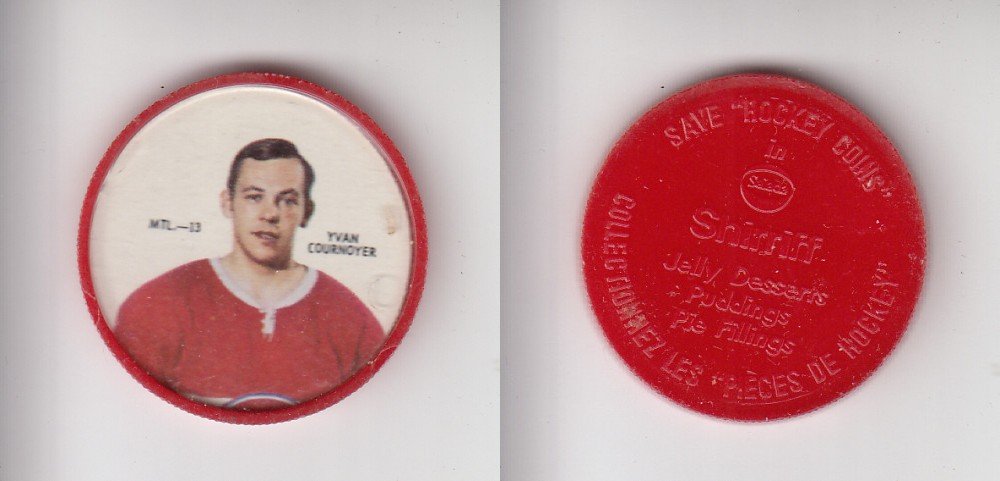 MTL.—13
YVAN
COURNOYER
SAVE "HOCKEY COINS"
in
Salada
Shirriff
Jelly Desserts
+ Puddings
Pie Fillings
COLLECTIONNEZ LES "PIÈCES DE HOCKEY"